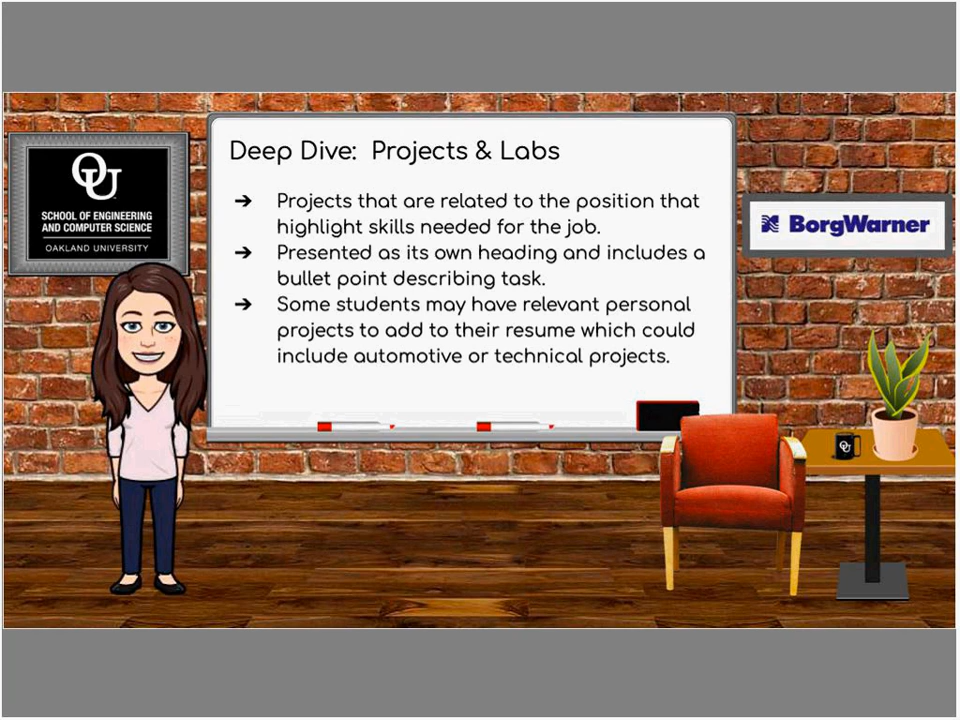 OU
SCHOOL OF ENGINEERING
AND COMPUTER SCIENCE
OAKLAND UNIVERSITY
Deep Dive: Projects & Labs
➔ Projects that are related to the position that
highlight skills needed for the job.
➔ Presented as its own heading and includes a
bullet point describing task.
➔ Some students may have relevant personal
projects to add to their resume which could
include automotive or technical projects.
BorgWarner
OU